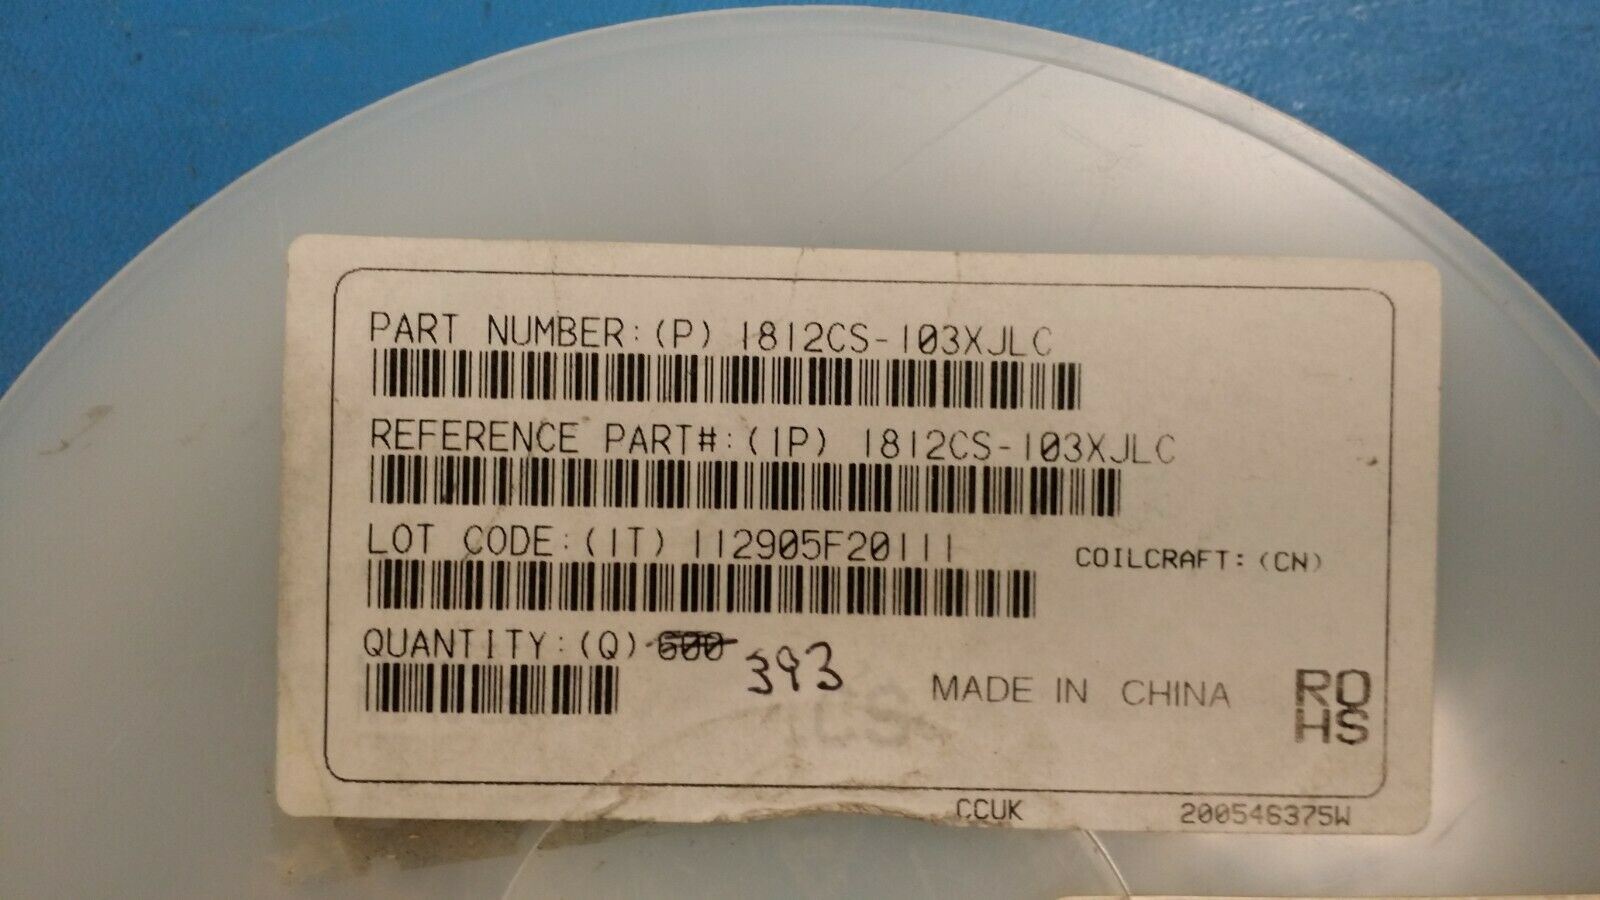 PART NUMBER:(P) 1812CS-103XJLC
REFERENCE PART#:(1P) 1812CS-103XJLC
LOT CODE:(1T) 112905F20111
COILCRAFT:(CN)
QUANTITY:(Q) 600 393
MADE IN CHINA
RO
HS
CCUK
200546375W